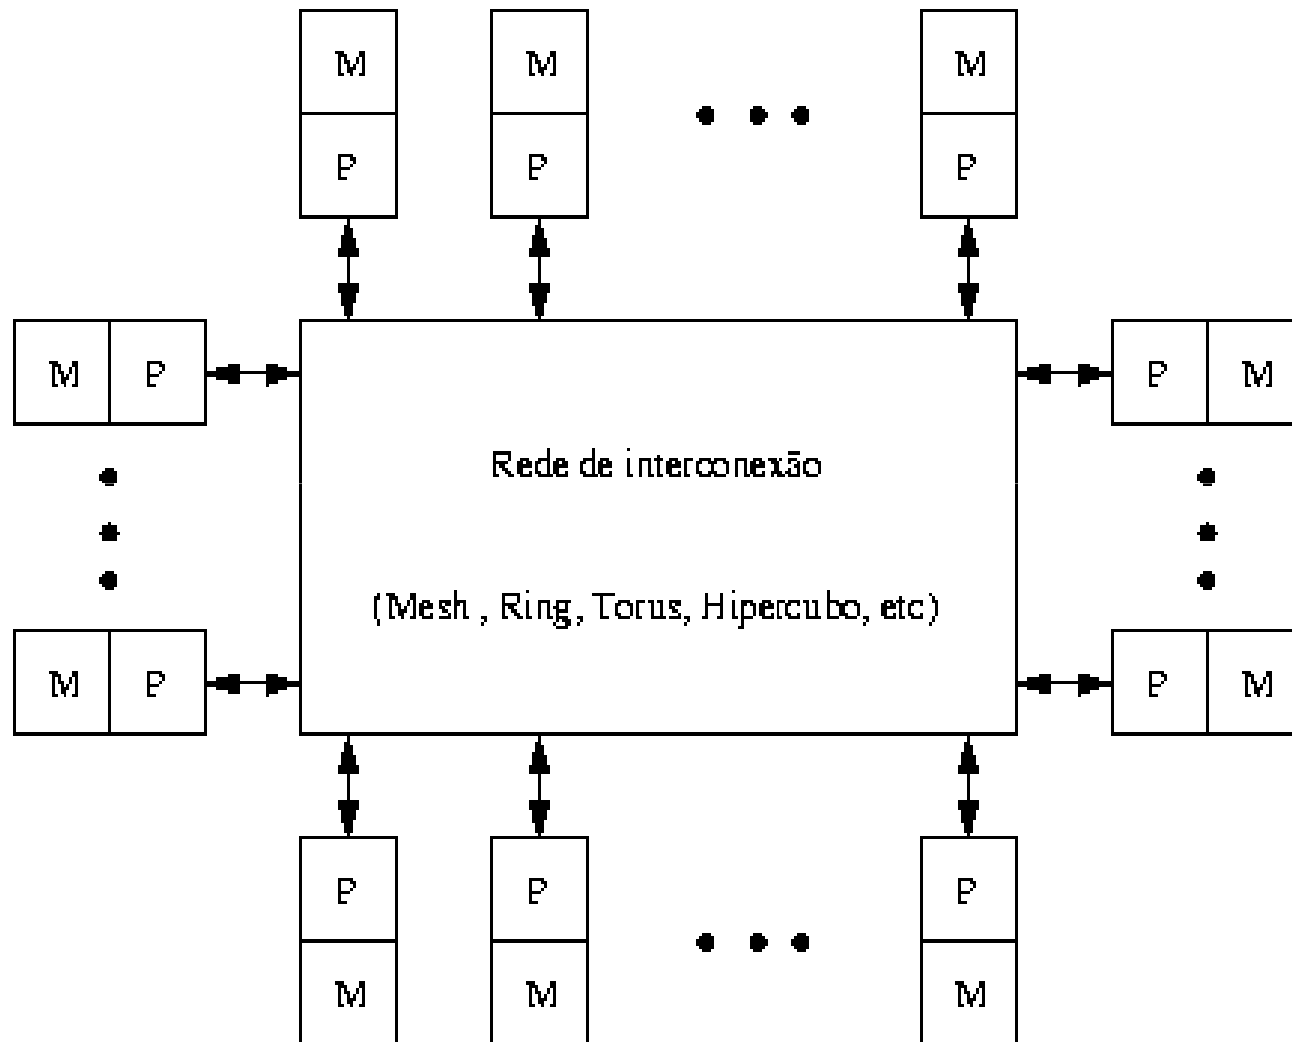 M M M
P P P
M P P M
Rede de interconexão
(Mesh , Ring, Torus, Hipercubo, etc)
M P P M
P P P
M M M